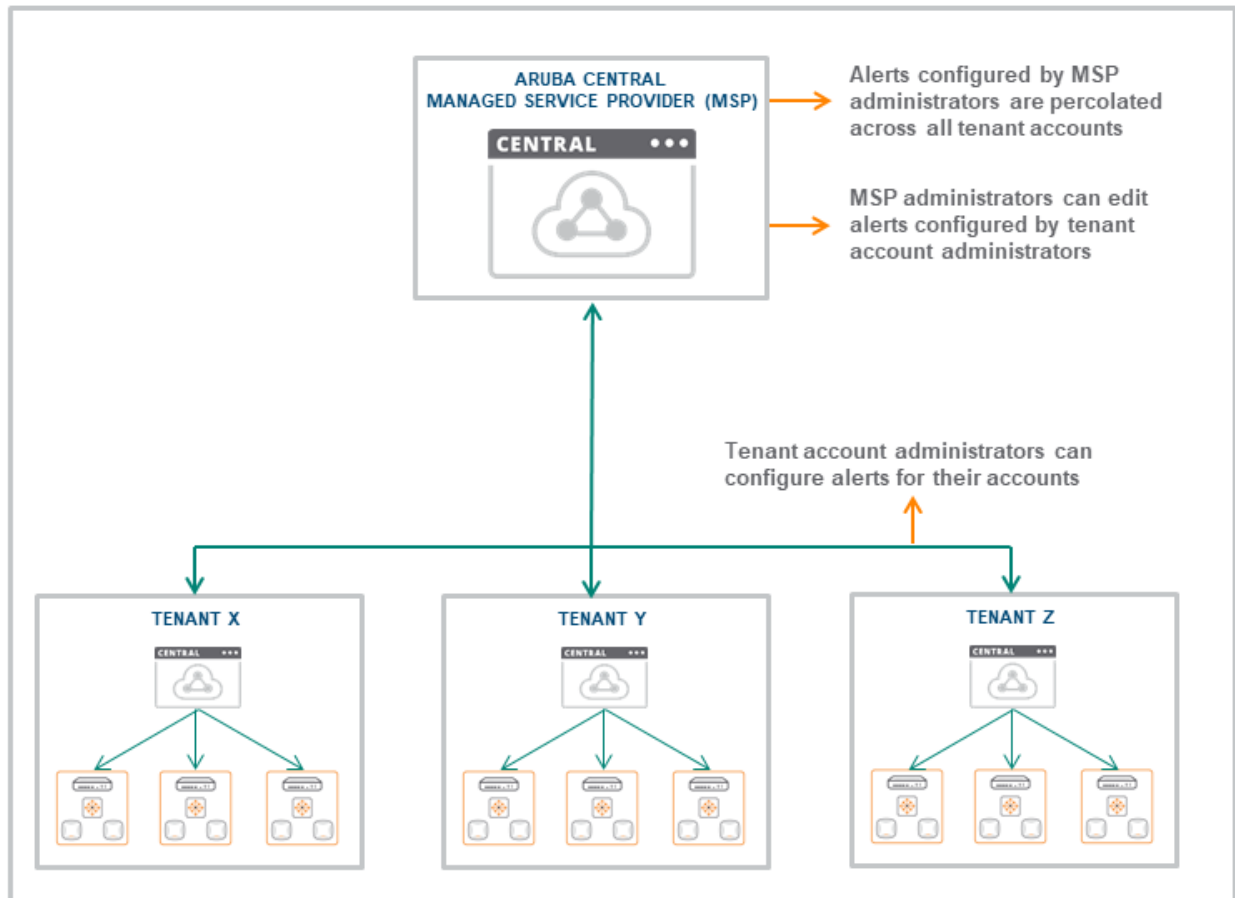 ARUBA CENTRAL
MANAGED SERVICE PROVIDER (MSP)
CENTRAL
Alerts configured by MSP
administrators are percolated
across all tenant accounts
MSP administrators can edit
alerts configured by tenant
account administrators
Tenant account administrators can
configure alerts for their accounts
TENANT X
CENTRAL
TENANT Y
CENTRAL
TENANT Z
CENTRAL